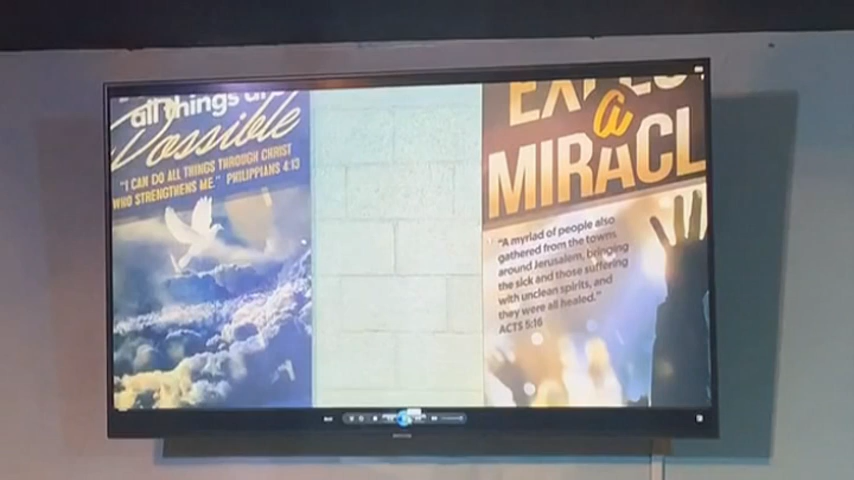 all things are
Possible
"I CAN DO ALL THINGS THROUGH CHRIST
WHO STRENGTHENS ME." PHILIPPIANS 4:13
EXPEC
a
MIRACL
"A myriad of people also
gathered from the towns
around Jerusalem, bringing
the sick and those suffering
with unclean spirits, and
they were all healed."
ACTS 5:16